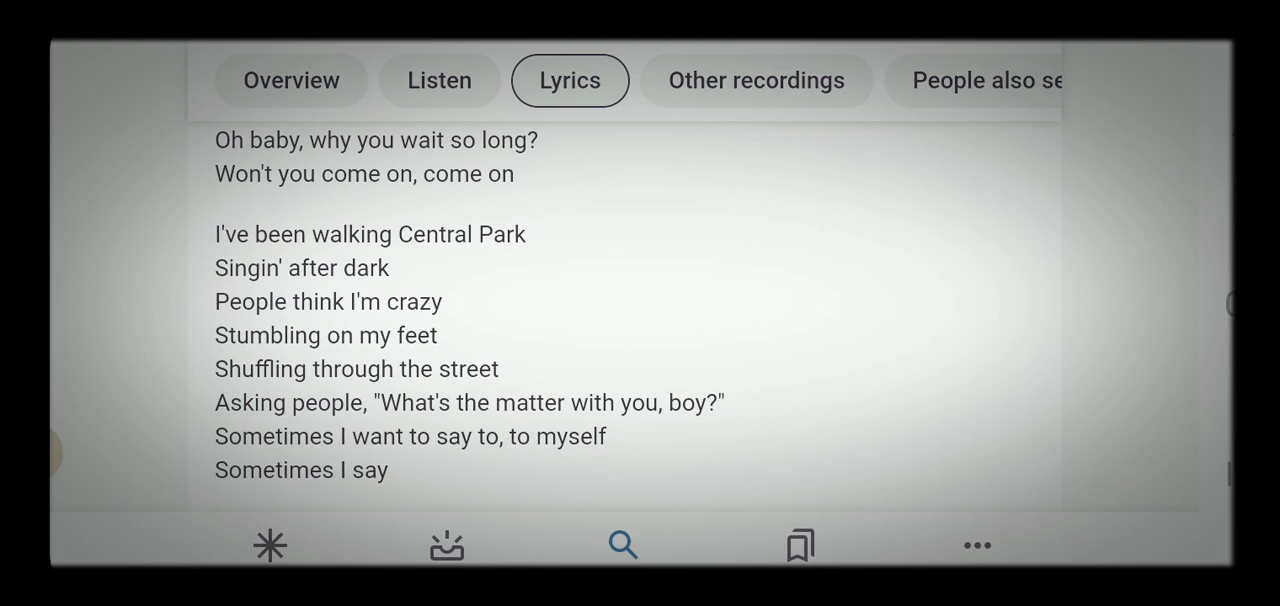 Overview
Listen
Lyrics
Other recordings
People also se
Oh baby, why you wait so long?
Won't you come on, come on
I've been walking Central Park
Singin' after dark
People think I'm crazy
Stumbling on my feet
Shuffling through the street
Asking people, "What's the matter with you, boy?"
Sometimes I want to say to, to myself
Sometimes I say